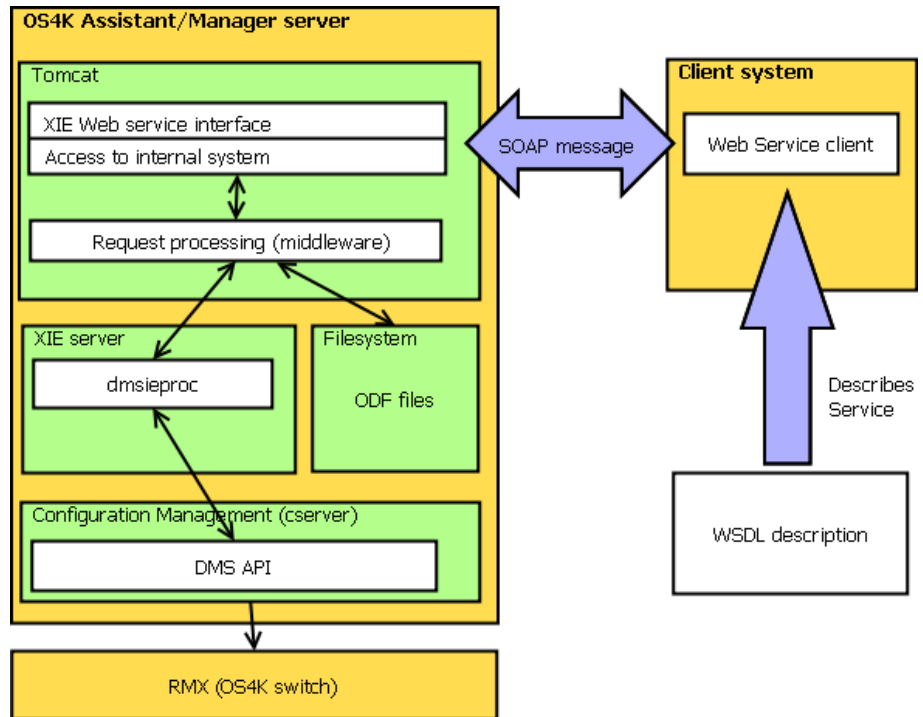 OS4K Assistant/Manager server
Tomcat
XIE Web service interface
Access to internal system
Request processing (middleware)
XIE server
dmsieproc
Filesystem
ODF files
Configuration Management (cserver)
DMS API
RMX (OS4K switch)
SOAP message
Client system
Web Service client
Describes
Service
WSDL description